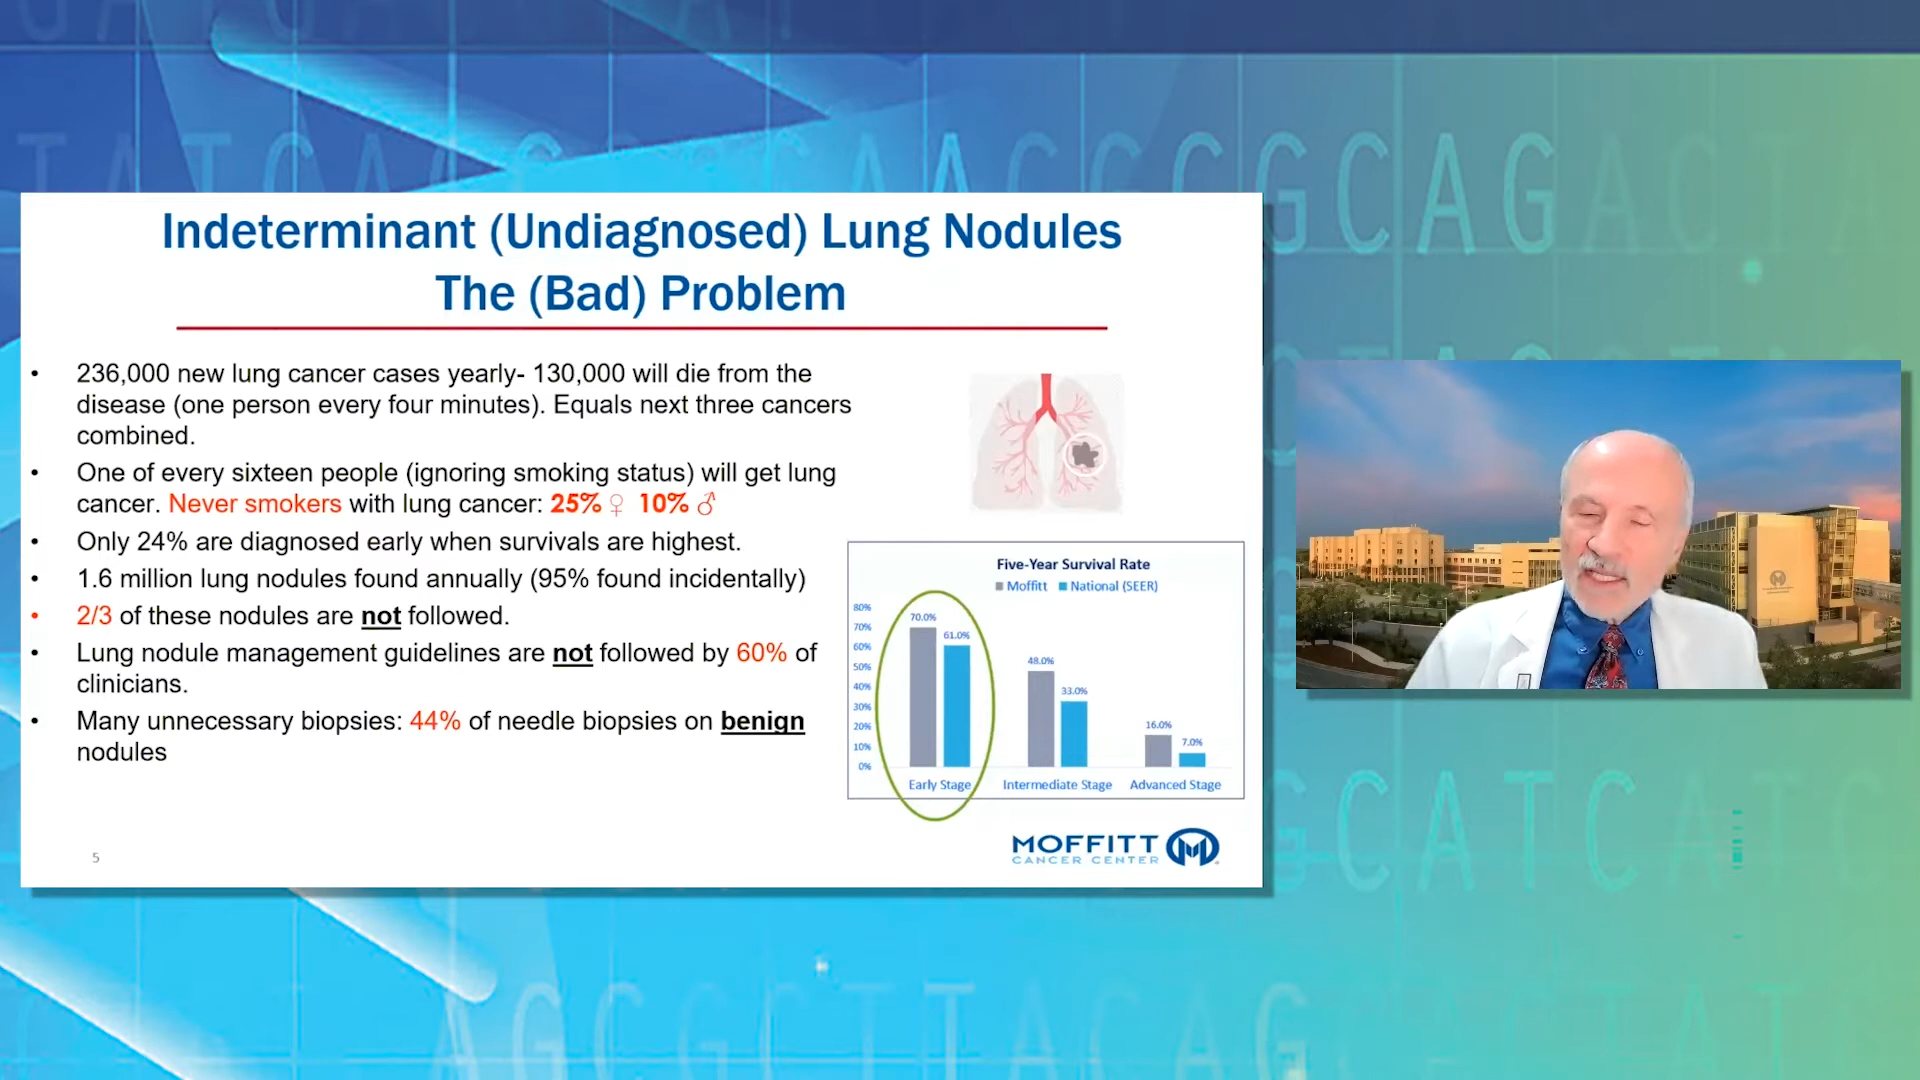 Indeterminant (Undiagnosed) Lung Nodules
The (Bad) Problem
• 236,000 new lung cancer cases yearly- 130,000 will die from the
disease (one person every four minutes). Equals next three cancers
combined.
• One of every sixteen people (ignoring smoking status) will get lung
cancer. Never smokers with lung cancer: 25% ♀ 10% ♂
• Only 24% are diagnosed early when survivals are highest.
• 1.6 million lung nodules found annually (95% found incidentally)
• 2/3 of these nodules are not followed.
• Lung nodule management guidelines are not followed by 60% of
clinicians.
• Many unnecessary biopsies: 44% of needle biopsies on benign
nodules
Five-Year Survival Rate
Moffitt National (SEER)
80%
70%
60%
50%
40%
30%
20%
10%
0%
70.0%
61.0%
48.0%
33.0%
16.0%
7.0%
Early Stage Intermediate Stage Advanced Stage
5
MOFFITT
CANCER CENTER
GCAG
GCATC